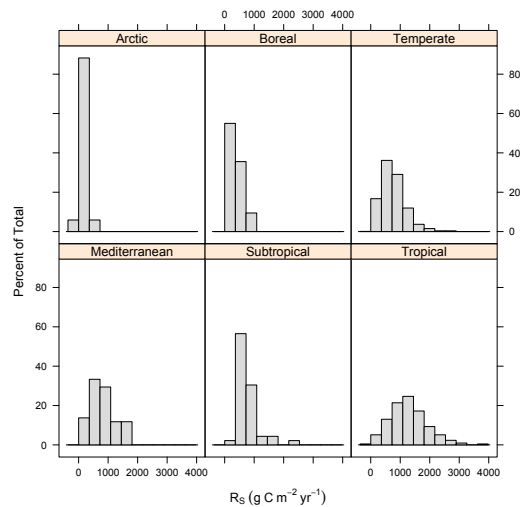 0 1000 2000 3000 4000
Arctic Boreal Temperate
80
60
40
20
0
Mediterranean Subtropical Tropical
80
60
40
20
0
0 1000 2000 3000 4000 0 1000 2000 3000 4000
Percent of Total
R_S (g C m⁻² yr⁻¹)